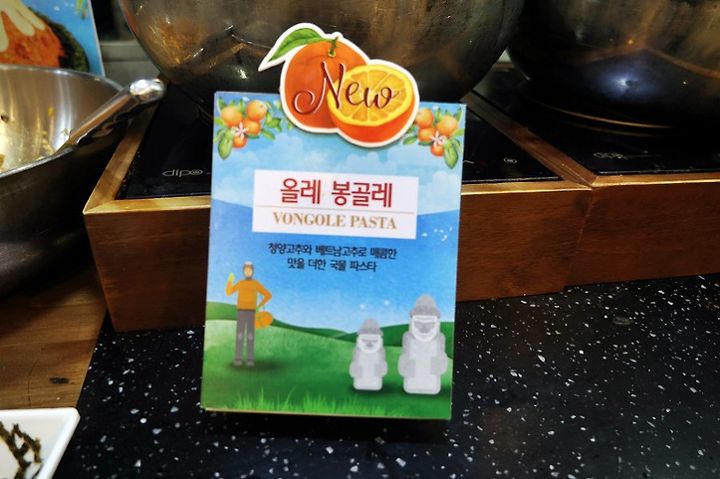 New
올레 봉골레
VONGOLE PASTA
청양고추와 베트남고추로 매콤한
맛을 더한 국물 파스타
dipo